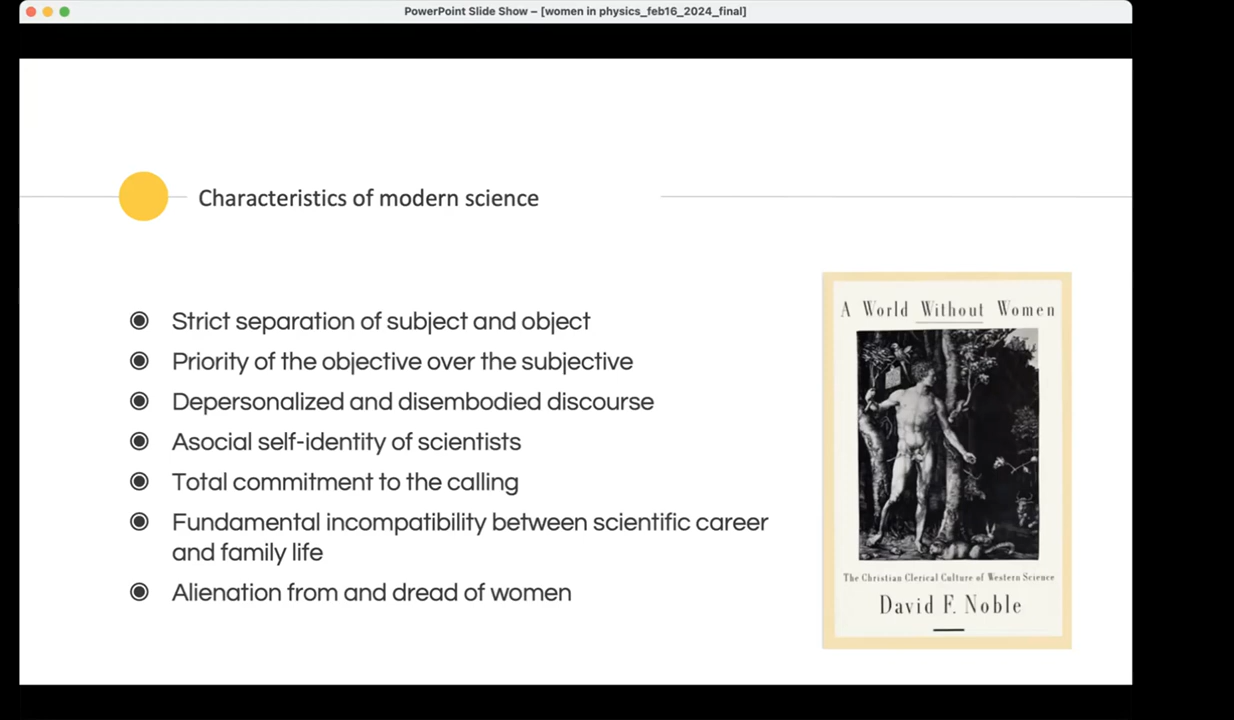 PowerPoint Slide Show – [women in physics_feb16_2024_final]
Characteristics of modern science
Strict separation of subject and object
Priority of the objective over the subjective
Depersonalized and disembodied discourse
Asocial self-identity of scientists
Total commitment to the calling
Fundamental incompatibility between scientific career
and family life
Alienation from and dread of women
A World Without Women
The Christian Clerical Culture of Western Science
David F. Noble